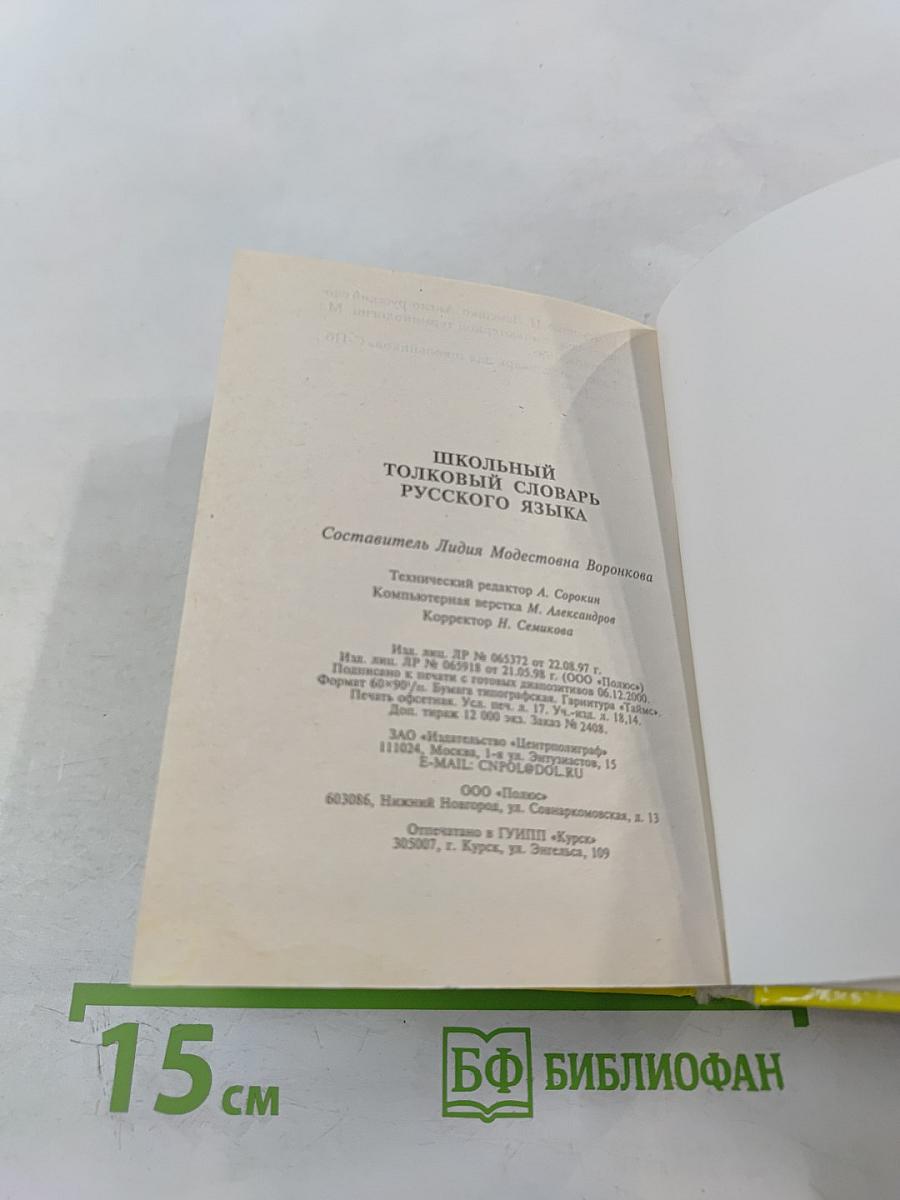 ШКОЛЬНЫЙ
ТОЛКОВЫЙ СЛОВАРЬ
РУССКОГО ЯЗЫКА
Составитель Лидия Модестовна Воронкова
Технический редактор А. Сорокин
Компьютерная верстка М. Александров
Корректор Н. Семикова
Изд. лиц. ЛР № 065372 от 22.08.97 г.
Изд. лиц. ЛР № 065918 от 21.05.98 г. (ООО «Полюс»)
Подписано к печати с готовых диапозитивов 06.12.2000.
Формат 60×90¹/₃₂. Бумага типографская. Гарнитура «Таймс».
Печать офсетная. Усл. печ. л. 17. Уч.-изд. л. 18,14.
Доп. тираж 12 000 экз. Заказ № 2408.
ЗАО «Издательство «Центрполиграф»
111024, Москва, 1-я ул. Энтузиастов, 15
E-MAIL: CNPOL@DOL.RU
ООО «Полюс»
603086, Нижний Новгород, ул. Совнаркомовская, д. 13
Отпечатано в ГУИПП «Курск»
305007, г. Курск, ул. Энгельса, 109
15 см
БФ БИБЛИОФАН